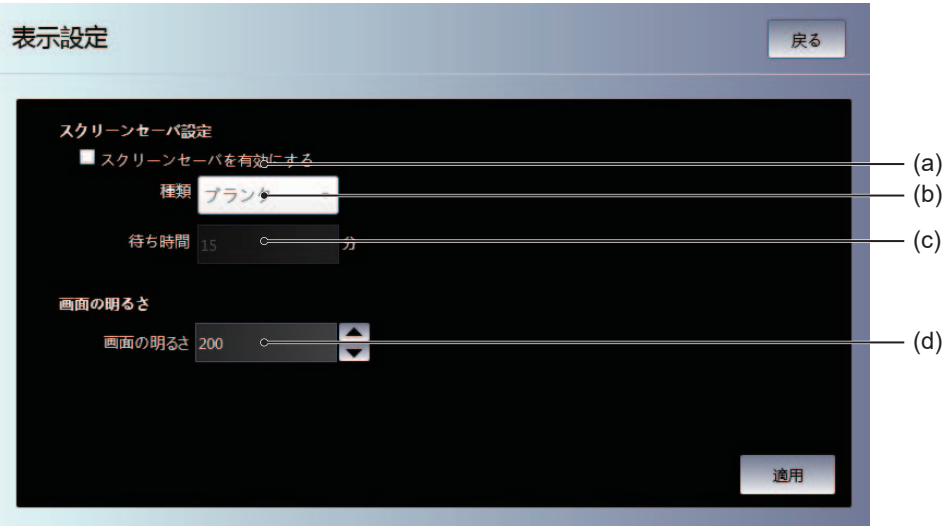 表示設定
戻る
スクリーンセーバ設定
スクリーンセーバを有効にする
(a)
種類 ブランク
(b)
待ち時間 15 分
(c)
画面の明るさ
画面の明るさ 200
(d)
適用